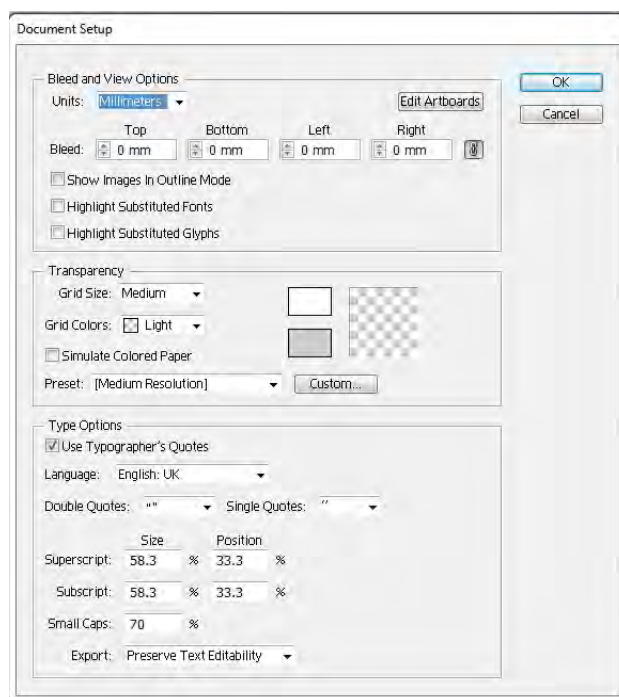 Document Setup
Bleed and View Options
Units: Millimeters
Edit Artboards
OK
Cancel
Top Bottom Left Right
Bleed: 0 mm 0 mm 0 mm 0 mm
Show Images In Outline Mode
Highlight Substituted Fonts
Highlight Substituted Glyphs
Transparency
Grid Size: Medium
Grid Colors: Light
Simulate Colored Paper
Preset: [Medium Resolution]
Custom...
Type Options
Use Typographer's Quotes
Language: English: UK
Double Quotes: “” Single Quotes: ‘’
Size Position
Superscript: 58.3 % 33.3 %
Subscript: 58.3 % 33.3 %
Small Caps: 70 %
Export: Preserve Text Editability